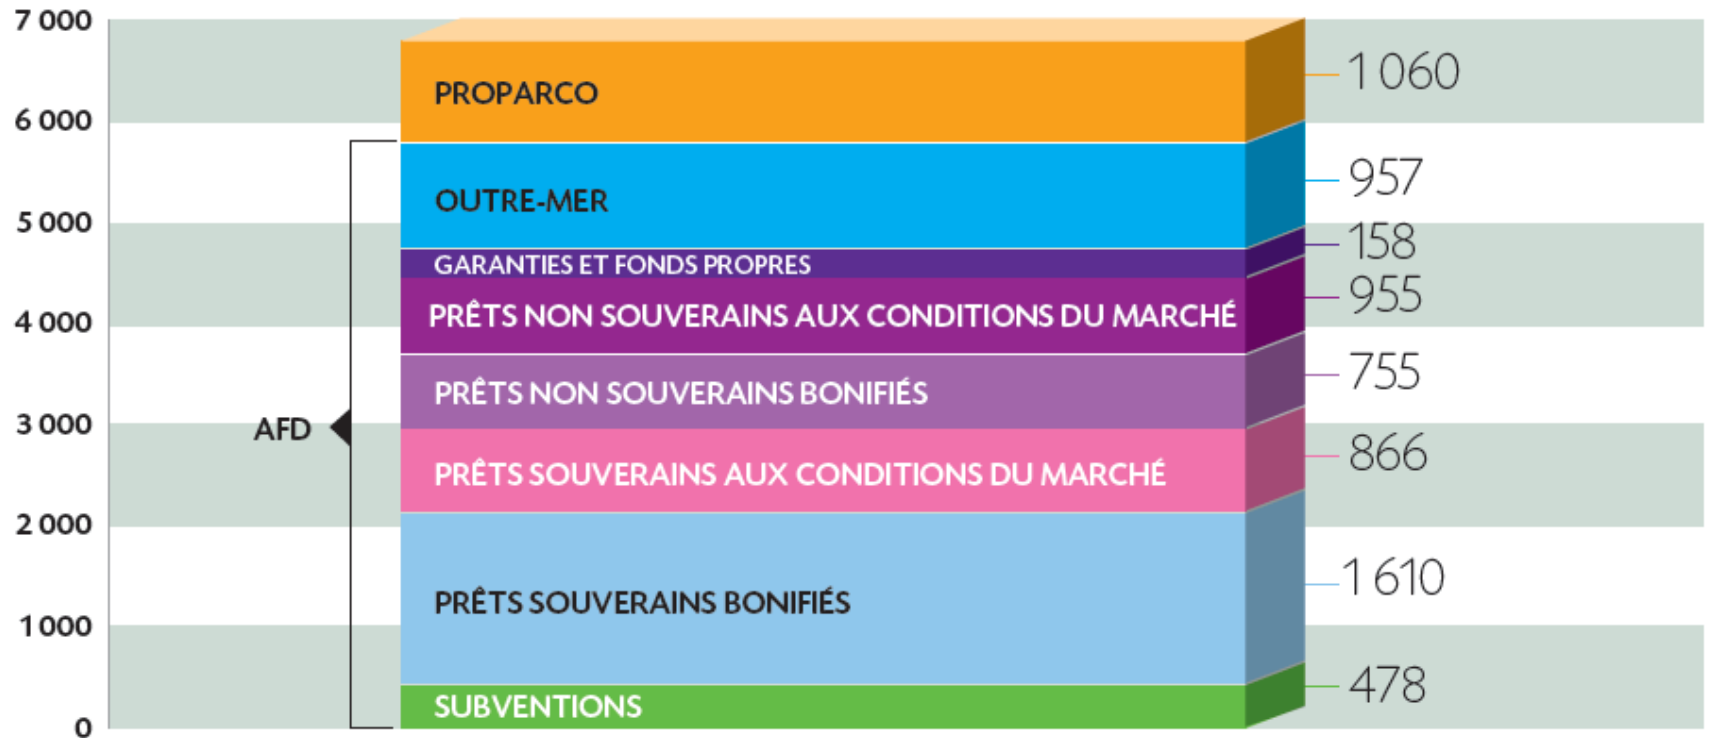 7 000
6 000
5 000
4 000
3 000
2 000
1 000
0
AFD
PROPARCO
OUTRE-MER
GARANTIES ET FONDS PROPRES
PRÊTS NON SOUVERAINS AUX CONDITIONS DU MARCHÉ
PRÊTS NON SOUVERAINS BONIFIÉS
PRÊTS SOUVERAINS AUX CONDITIONS DU MARCHÉ
PRÊTS SOUVERAINS BONIFIÉS
SUBVENTIONS
1 060
957
158
955
755
866
1 610
478